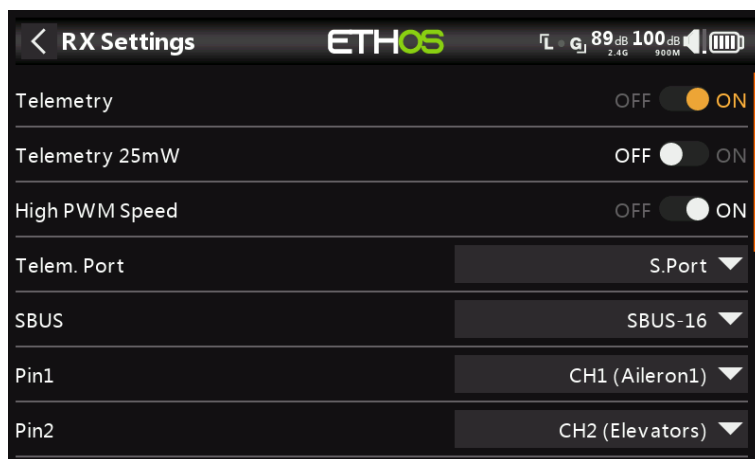 RX Settings ETHOS L G 89dB 2.4G 100dB 900M
Telemetry OFF ON
Telemetry 25mW OFF ON
High PWM Speed OFF ON
Telem. Port S.Port
SBUS SBUS-16
Pin1 CH1 (Aileron1)
Pin2 CH2 (Elevators)